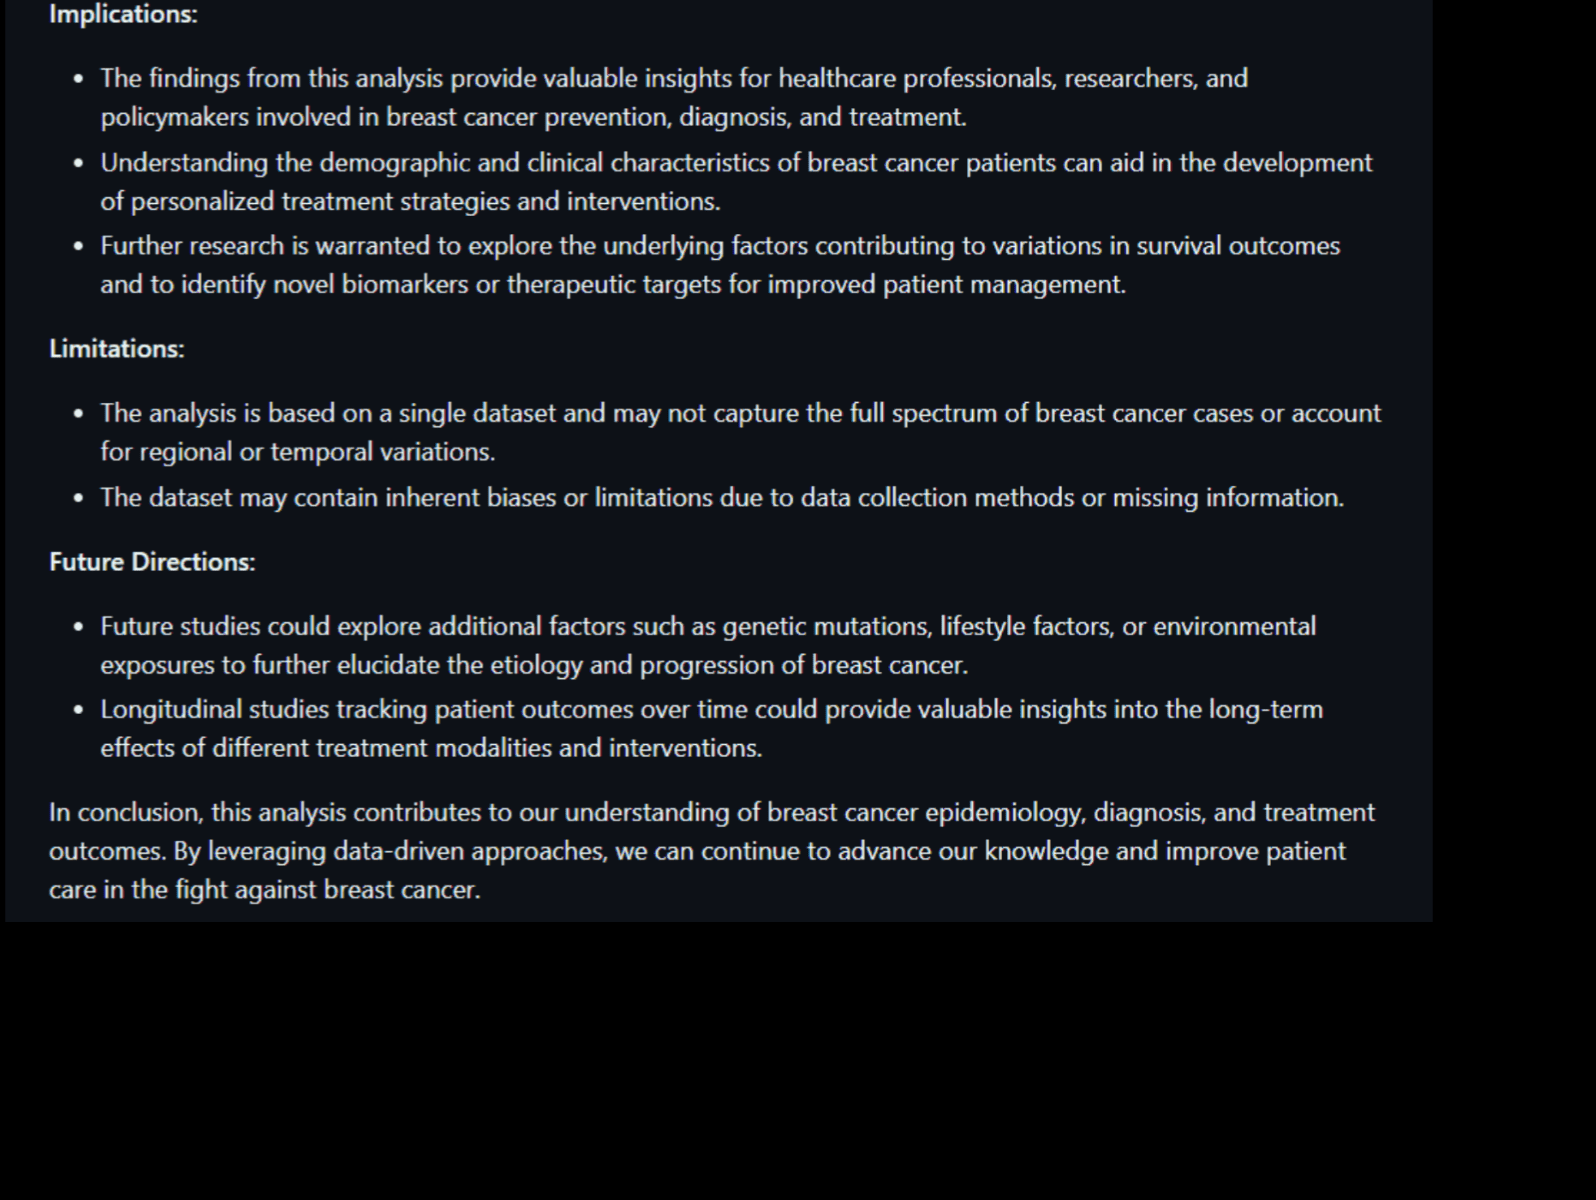 Implications:
• The findings from this analysis provide valuable insights for healthcare professionals, researchers, and
policymakers involved in breast cancer prevention, diagnosis, and treatment.
• Understanding the demographic and clinical characteristics of breast cancer patients can aid in the development
of personalized treatment strategies and interventions.
• Further research is warranted to explore the underlying factors contributing to variations in survival outcomes
and to identify novel biomarkers or therapeutic targets for improved patient management.
Limitations:
• The analysis is based on a single dataset and may not capture the full spectrum of breast cancer cases or account
for regional or temporal variations.
• The dataset may contain inherent biases or limitations due to data collection methods or missing information.
Future Directions:
• Future studies could explore additional factors such as genetic mutations, lifestyle factors, or environmental
exposures to further elucidate the etiology and progression of breast cancer.
• Longitudinal studies tracking patient outcomes over time could provide valuable insights into the long-term
effects of different treatment modalities and interventions.
In conclusion, this analysis contributes to our understanding of breast cancer epidemiology, diagnosis, and treatment
outcomes. By leveraging data-driven approaches, we can continue to advance our knowledge and improve patient
care in the fight against breast cancer.